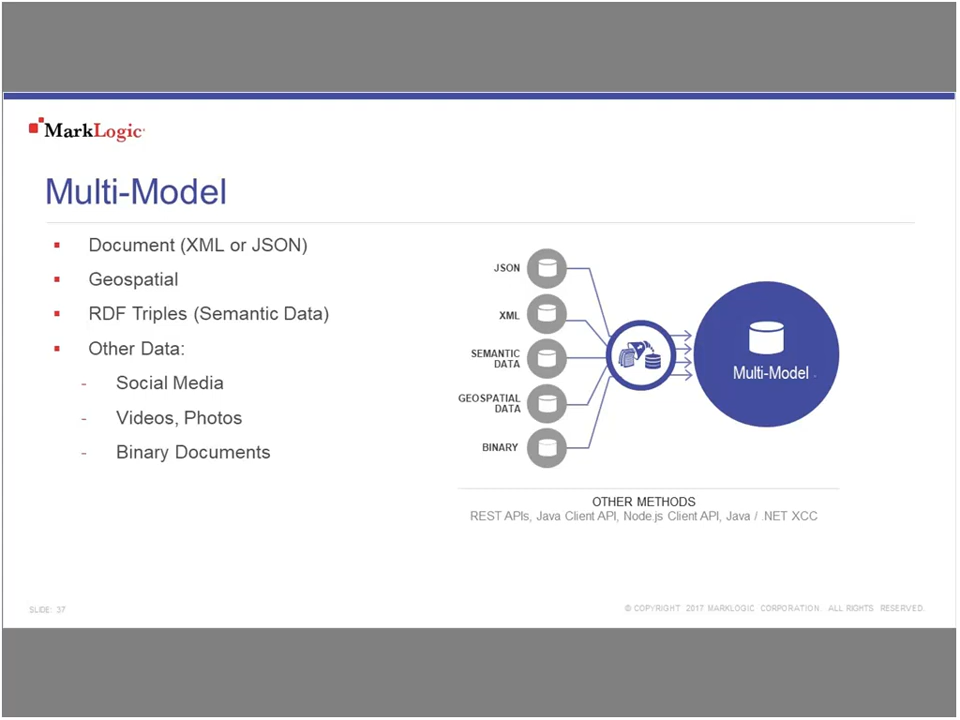 MarkLogic
Multi-Model
▪ Document (XML or JSON)
▪ Geospatial
▪ RDF Triples (Semantic Data)
▪ Other Data:
- Social Media
- Videos, Photos
- Binary Documents
JSON
XML
SEMANTIC
DATA
GEOSPATIAL
DATA
BINARY
Multi-Model
OTHER METHODS
REST APIs, Java Client API, Node.js Client API, Java / .NET XCC
SLIDE: 37
© COPYRIGHT 2017 MARKLOGIC CORPORATION. ALL RIGHTS RESERVED.